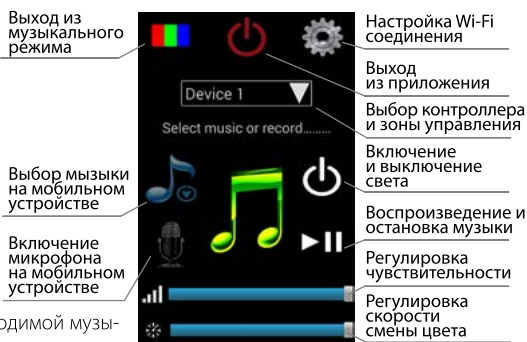 Выход из
музыкального
режима
Настройка Wi-Fi
соединения
Выход
из приложения
Device 1
Выбор контроллера
и зоны управления
Select music or record.........
Включение
и выключение
света
Выбор мызыки
на мобильном
устройстве
Воспроизведение и
остановка музыки
Включение
микрофона
на мобильном
устройстве
Регулировка
чувствительности
Регулировка
скорости
смены цвета
одимой музы-